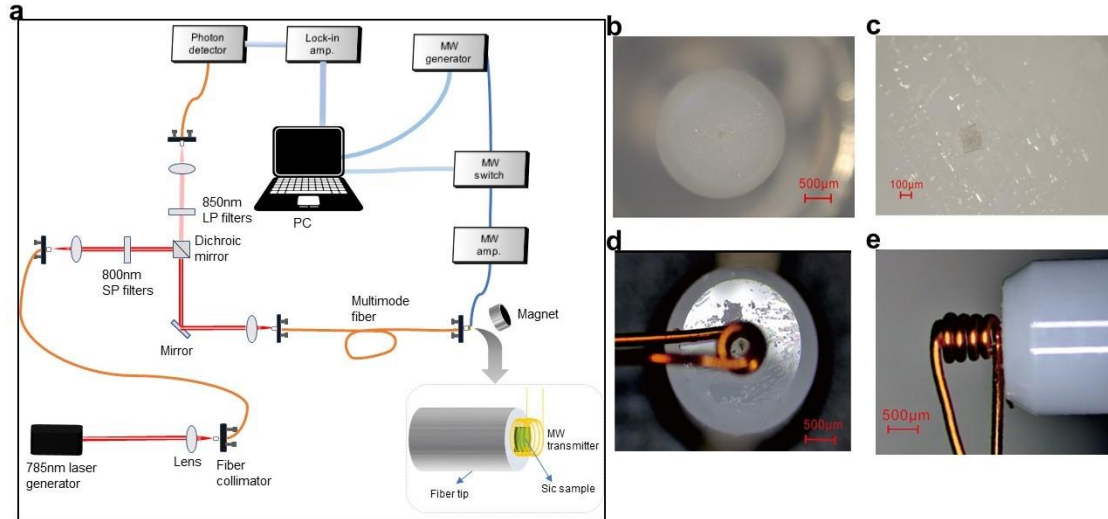 a
Photon
detector
Lock-in
amp.
MW
generator
PC
MW
switch
850nm
LP filters
Dichroic
mirror
800nm
SP filters
MW
amp.
Multimode
fiber
Magnet
Mirror
785nm laser
generator
Lens
Fiber
collimator
MW
transmitter
Fiber tip
Sic sample
b
500μm
c
100μm
d
500μm
e
500μm